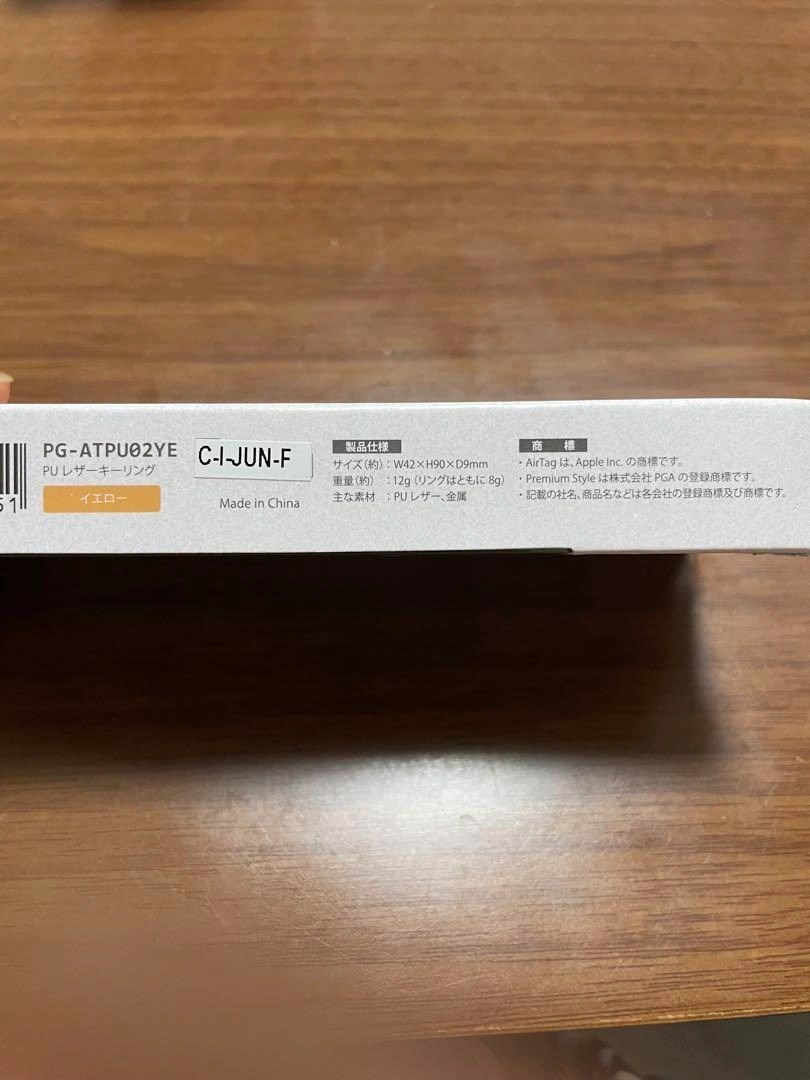 51
PG-ATPU02YE
PU レザーキーリング
イエロー
C-I-JUN-F
Made in China
製品仕様
サイズ(約):W42×H90×D9mm
重量(約) :12g(リングはともに 8g)
主な素材 :PU レザー、金属
商 標
・AirTag は、Apple Inc. の商標です。
・Premium Style は株式会社 PGA の登録商標です。
・記載の社名、商品名などは各会社の登録商標及び商標です。